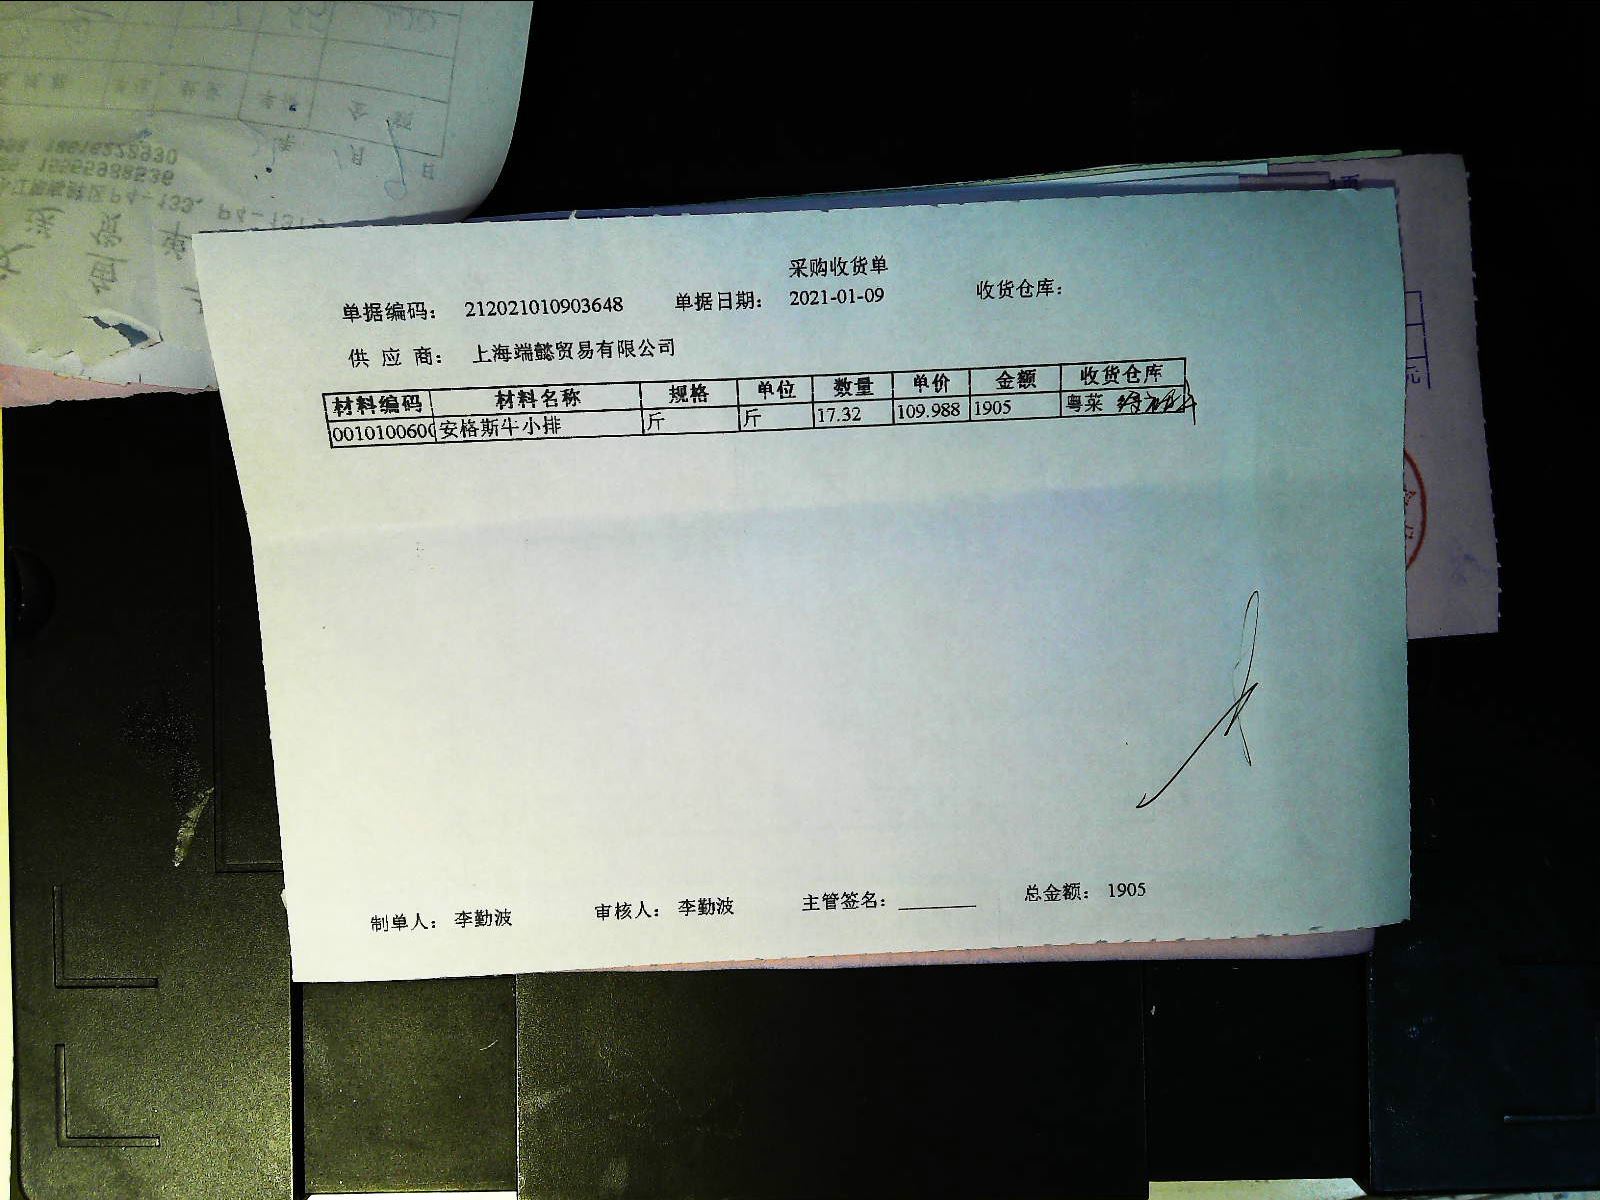 采购收货单
单据编码： 212021010903648 单据日期： 2021-01-09 收货仓库：
供 应 商： 上海端懿贸易有限公司
材料编码 材料名称 规格 单位 数量 单价 金额 收货仓库
0010100600 安格斯牛小排 斤 斤 17.32 109.988 1905 粤菜
制单人： 李勤波 审核人： 李勤波 主管签名： 总金额： 1905